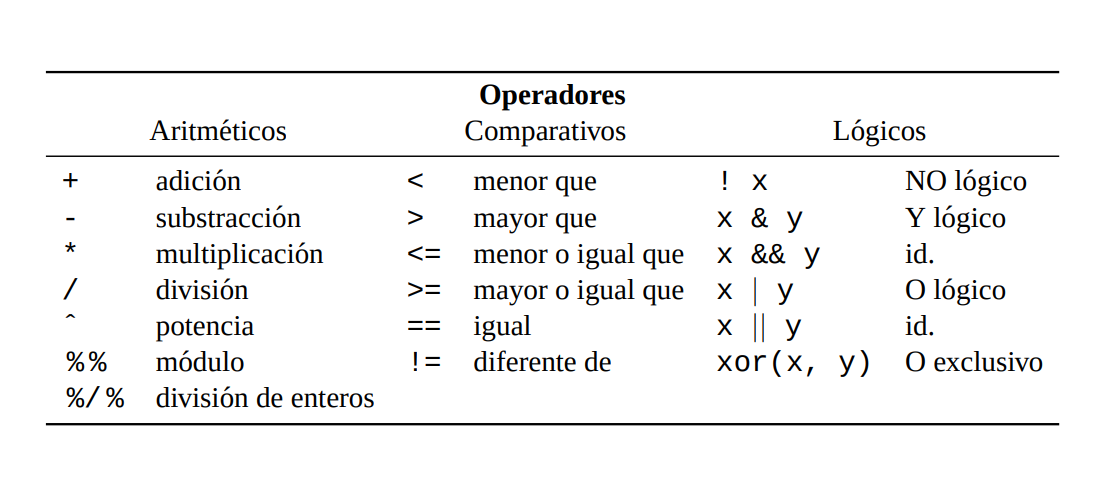 Operadores
Aritméticos Comparativos Lógicos
+ adición < menor que ! x NO lógico
- substracción > mayor que x & y Y lógico
* multiplicación <= menor o igual que x && y id.
/ división >= mayor o igual que x | y O lógico
ˆ potencia == igual x || y id.
%% módulo != diferente de xor(x, y) O exclusivo
%/% división de enteros